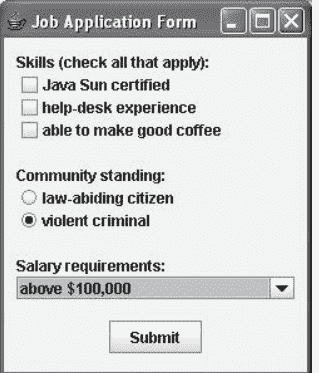 Job Application Form
Skills (check all that apply):
Java Sun certified
help-desk experience
able to make good coffee
Community standing:
law-abiding citizen
violent criminal
Salary requirements:
above $100,000
Submit